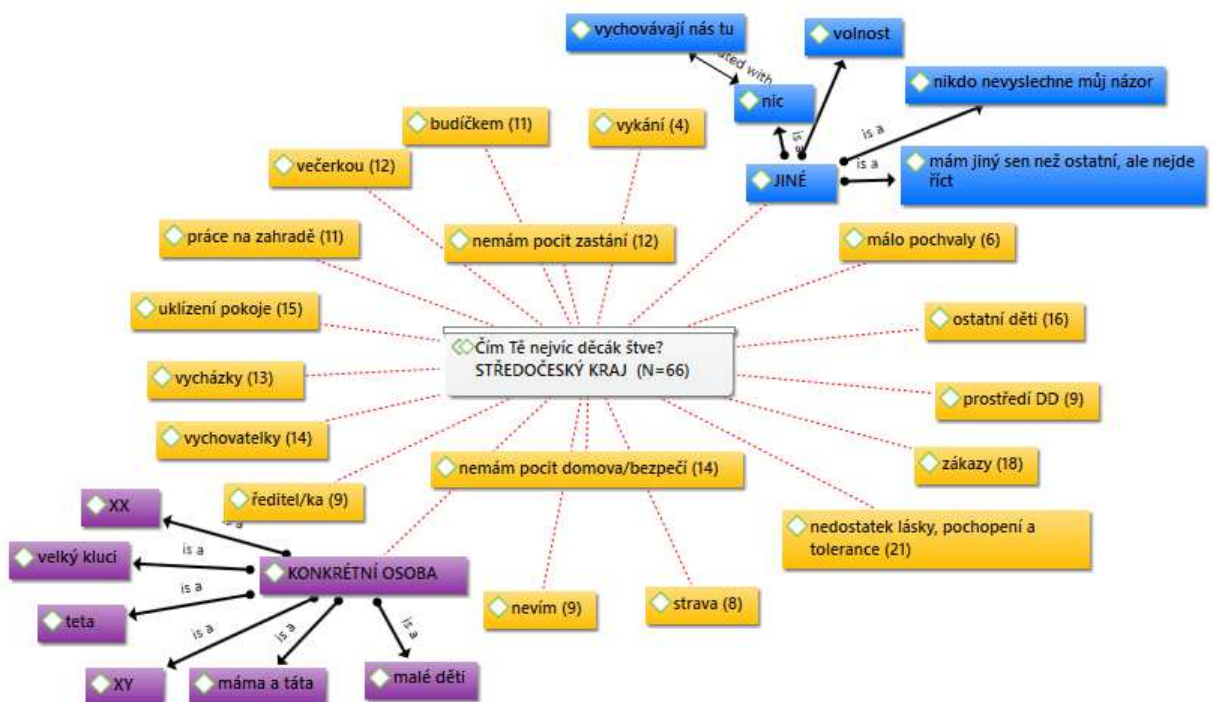 vychovávají nás tu
volnost
ated with
nikdo nevyslechne můj názor
nic
budíčkem (11)
vykání (4)
is a
is a
večerkou (12)
is a
mám jiný sen než ostatní, ale nejde
říct
JINÉ
práce na zahradě (11)
nemám pocit zastání (12)
málo pochvaly (6)
uklízení pokoje (15)
ostatní děti (16)
Čím Tě nejvíc děcák štve?
STŘEDOČESKÝ KRAJ (N=66)
vycházky (13)
prostředí DD (9)
vychovatelky (14)
nemám pocit domova/bezpečí (14)
zákazy (18)
ředitel/ka (9)
XX
is a
nedostatek lásky, pochopení a
tolerance (21)
velký kluci
is a
KONKRÉTNÍ OSOBA
is a
nevím (9)
strava (8)
teta
is a
is a
is a
XY
máma a táta
malé děti